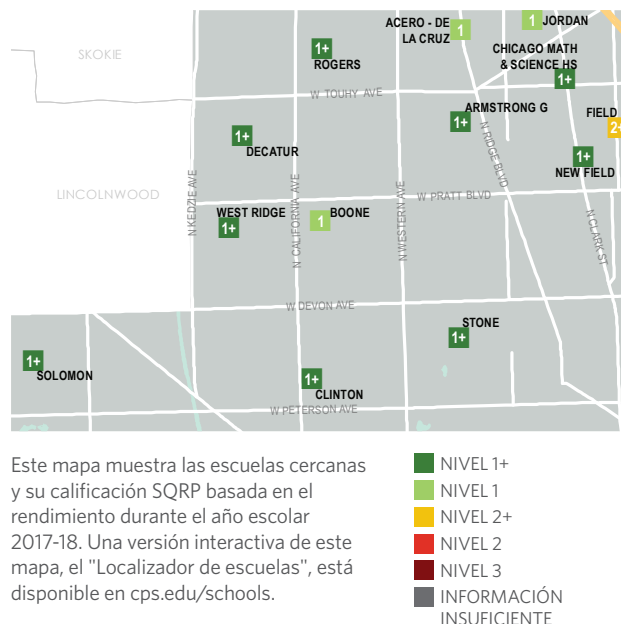 ACERO - DE
LA CRUZ
1
1
JORDAN
SKOKIE
1+
ROGERS
CHICAGO MATH
& SCIENCE HS
1+
W TOUHY AVE
ARMSTRONG G
1+
FIELD
2+
DECATUR
1+
N RIDGE BLVD
1+
NEW FIELD
LINCOLNWOOD
N KEDZIE AVE
N CALIFORNIA AVE
N WESTERN AVE
W PRATT BLVD
WEST RIDGE
1+
1
BOONE
N CLARK ST
W DEVON AVE
STONE
1+
1+
SOLOMON
1+
CLINTON
W PETERSON AVE
Este mapa muestra las escuelas cercanas
y su calificación SQRP basada en el
rendimiento durante el año escolar
2017-18. Una versión interactiva de este
mapa, el "Localizador de escuelas", está
disponible en cps.edu/schools.
NIVEL 1+
NIVEL 1
NIVEL 2+
NIVEL 2
NIVEL 3
INFORMACIÓN
INSUFICIENTE